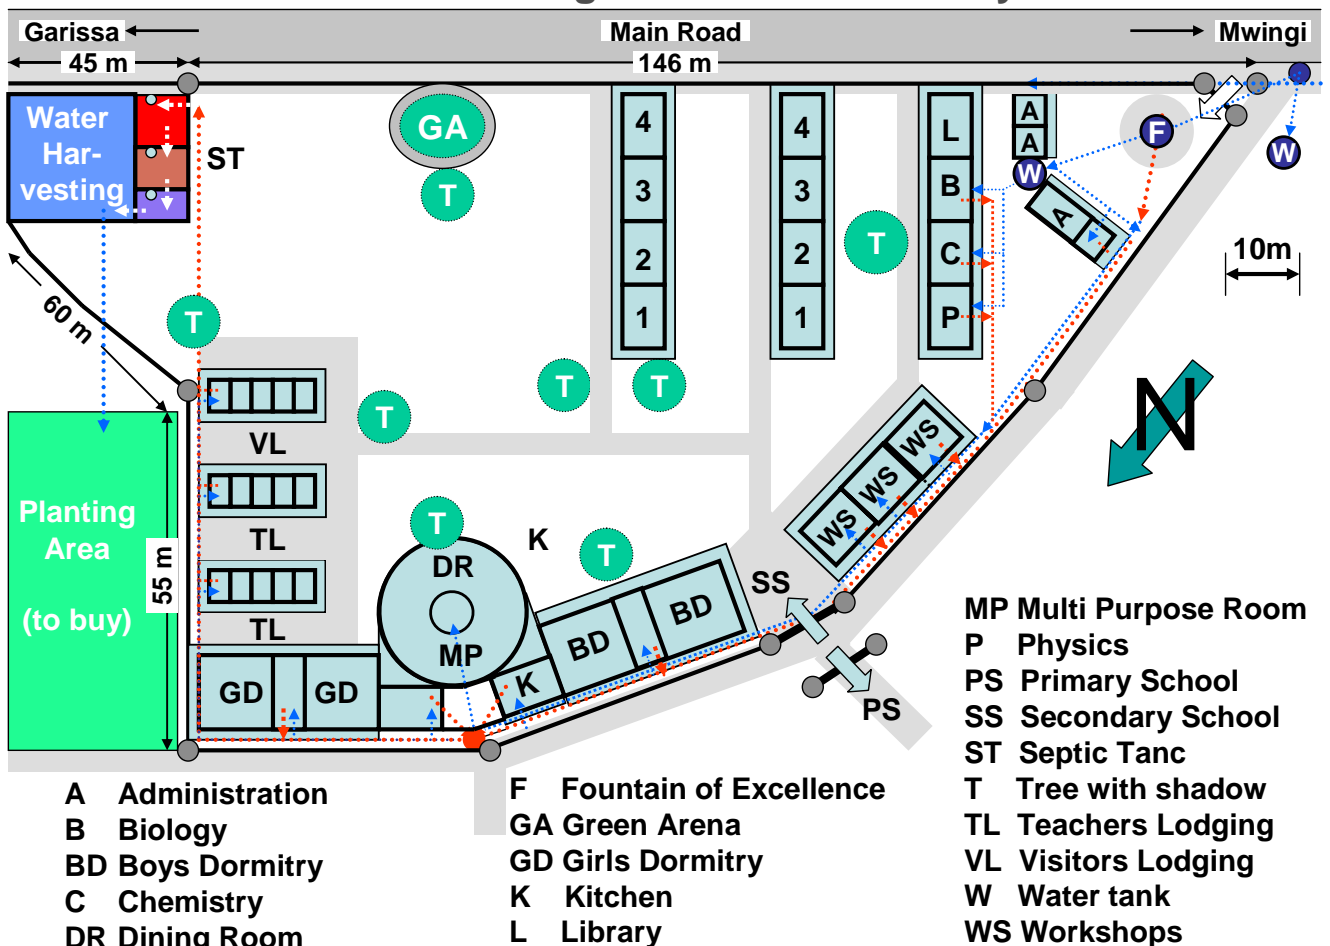 Garissa
Main Road
Mwingi
45 m
146 m
Water
Har-
vesting
ST
GA
T
4
3
2
1
4
3
2
1
L
B
C
P
A
A
W
A
F
W
T
10m
60 m
T
T
T
T
N
VL
TL
TL
Planting
Area
(to buy)
55 m
T
DR
MP
K
T
WS
WS
WS
SS
PS
GD
GD
K
BD
BD
MP Multi Purpose Room
P Physics
PS Primary School
SS Secondary School
ST Septic Tanc
T Tree with shadow
TL Teachers Lodging
VL Visitors Lodging
W Water tank
WS Workshops
A Administration
B Biology
BD Boys Dormitry
C Chemistry
DR Dining Room
F Fountain of Excellence
GA Green Arena
GD Girls Dormitry
K Kitchen
L Library